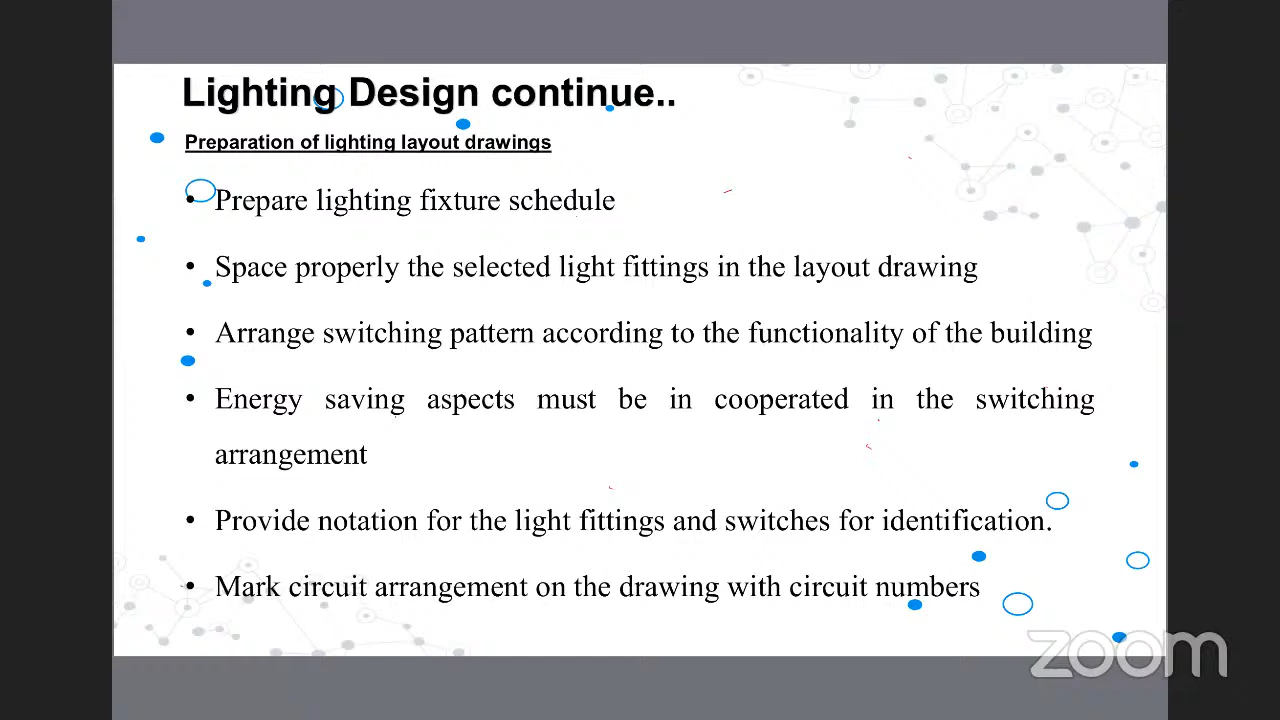 Lighting Design continue..
Preparation of lighting layout drawings
• Prepare lighting fixture schedule
• Space properly the selected light fittings in the layout drawing
• Arrange switching pattern according to the functionality of the building
• Energy saving aspects must be in cooperated in the switching
arrangement
• Provide notation for the light fittings and switches for identification.
• Mark circuit arrangement on the drawing with circuit numbers
zoom